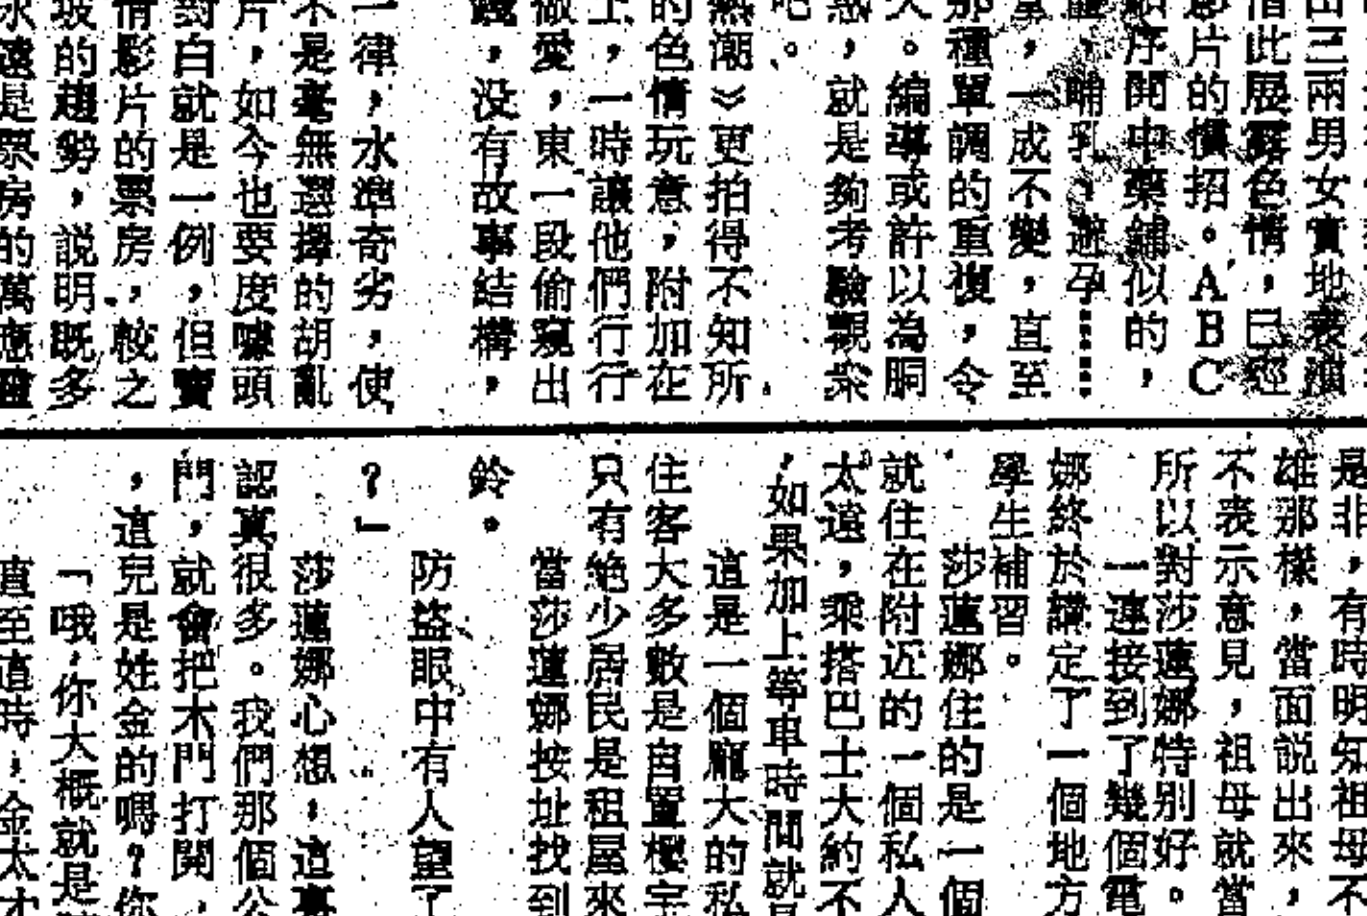 出三兩男女實地表演
借此展露色情，已經
影片的慣招。ABC
順序開中藥鋪似的，
哺乳、避孕……
，一成不變，直至
那種單調的重複，令
。編導或許以為胴
惑，就是夠考驗觀眾
吧。
熱潮》更拍得不知所
的色情玩意，附加在
上，一時讓他們行行
做愛，東一段偷窺出
，没有故事結構，
一律，水準奇劣，使
不是毫無選擇的胡亂
片，如今也要度噱頭
對白就是一例，但賣
情影片的票房，較之
坡的趨勢，説明既多
永遠是票房的萬應靈
是非，有時明知祖母不
雄那樣，當面説出來，
不表示意見，祖母就當
所以對莎蓮娜特別好。
一連接到了幾個電
娜終於講定了一個地方
學生補習。
莎蓮娜住的是一個
就住在附近的一個私人
太遠，乘搭巴士大約不
，如果加上等車時間就
這是一個龐大的私
住客大多數是自置樓宇
只有絶少居民是租屋來
當莎蓮娜按址找到
鈴。
防盜眼中有人望了
？」
莎蓮娜心想，這裏
認真很多。我們那個公
門，就會把木門打開，
，這兒是姓金的嗎？你
「哦，你大概就是
直至這時，金太才